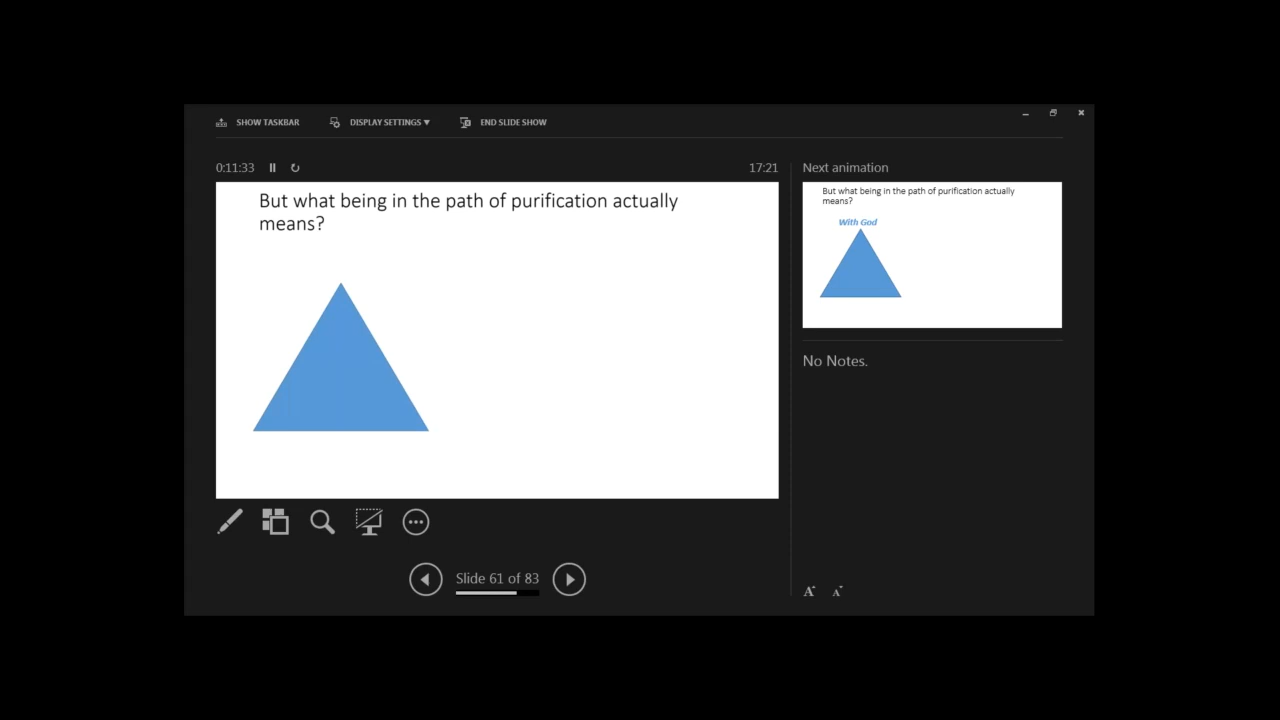 SHOW TASKBAR
DISPLAY SETTINGS ▼
END SLIDE SHOW
0:11:33
17:21
Next animation
But what being in the path of purification actually
means?
But what being in the path of purification actually
means?
With God
No Notes.
Slide 61 of 83
A A